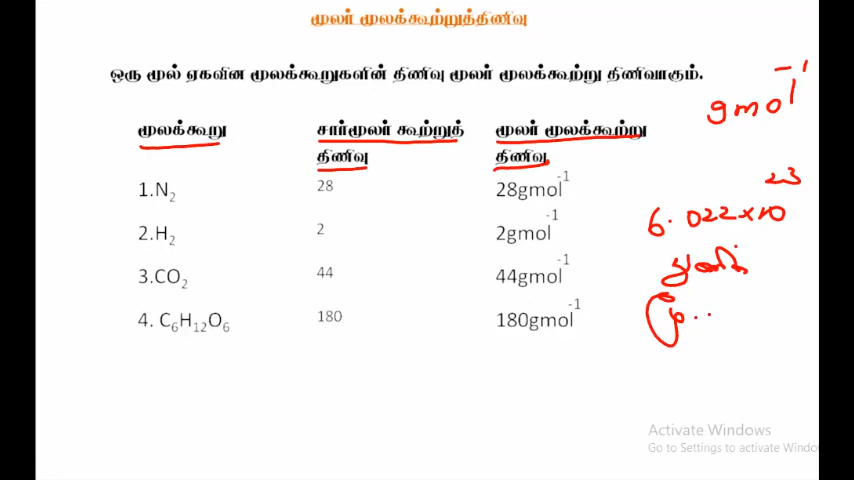 மூலர் மூலக்கூற்றுத்திணிவு
ஒரு மூல் ஏகவின மூலக்கூறுகளின் திணிவு மூலர் மூலக்கூற்று திணிவாகும்.
gmol⁻¹
மூலக்கூறு சார்மூலர் கூற்றுத் திணிவு மூலர் மூலக்கூற்று திணிவு
1.N₂ 28 28gmol⁻¹
6.022×10²³
2.H₂ 2 2gmol⁻¹
3.CO₂ 44 44gmol⁻¹
4. C₆H₁₂O₆ 180 180gmol⁻¹
Activate Windows
Go to Settings to activate Windo